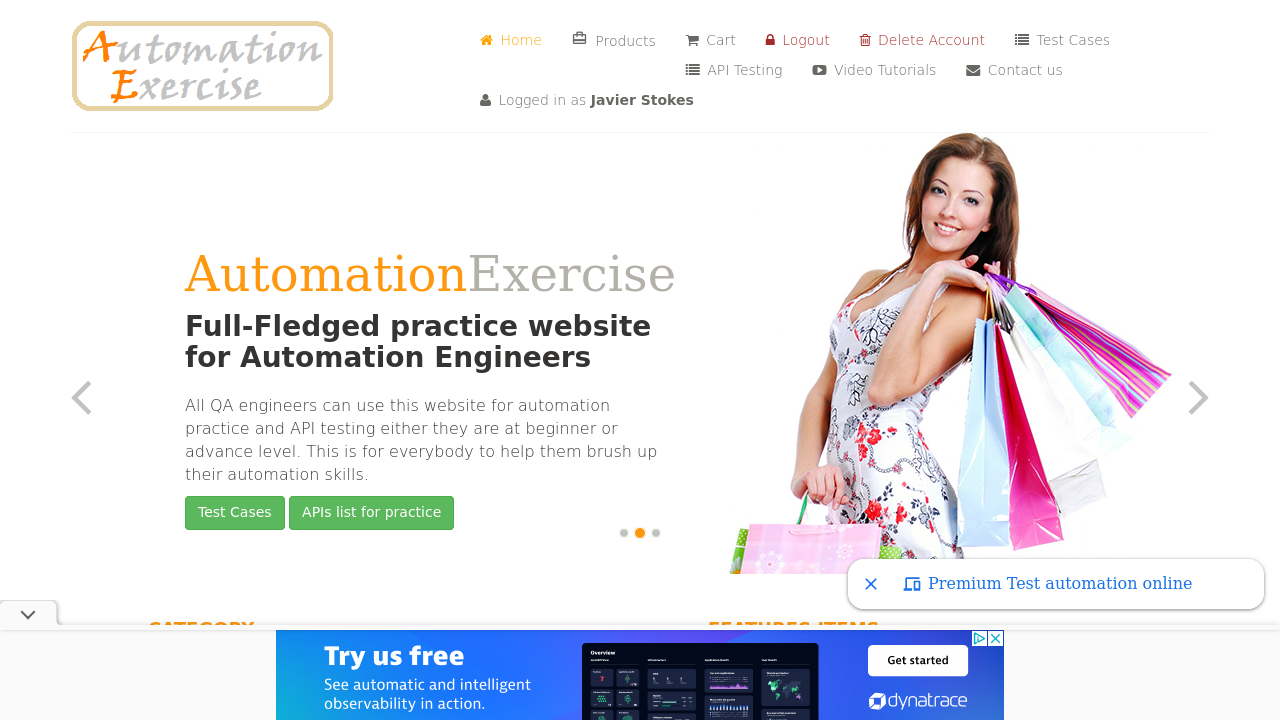 Automation
Exercise
Home
Products
Cart
Logout
Delete Account
Test Cases
API Testing
Video Tutorials
Contact us
Logged in as Javier Stokes
AutomationExercise
Full-Fledged practice website
for Automation Engineers
All QA engineers can use this website for automation
practice and API testing either they are at beginner or
advance level. This is for everybody to help them brush up
their automation skills.
Test Cases
APIs list for practice
Premium Test automation online
CATEGORY
FEATURES ITEMS
Try us free
See automatic and intelligent
observability in action.
Overview
Get started
dynatrace